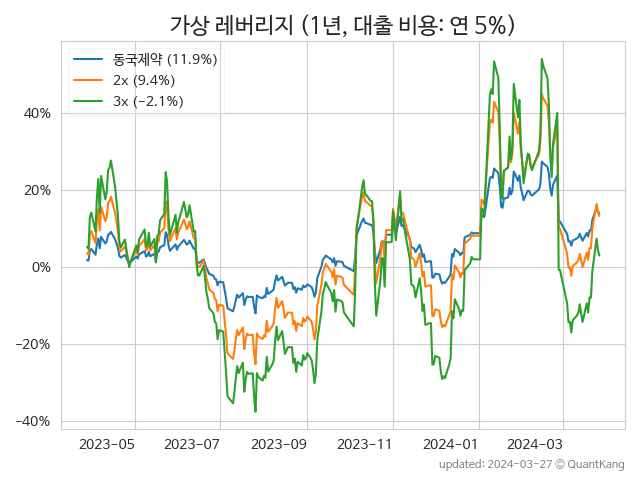 가상 레버리지 (1년, 대출 비용: 연 5%)
동국제약 (11.9%)
2x (9.4%)
3x (−2.1%)
40%
20%
0%
−20%
−40%
2023-05 2023-07 2023-09 2023-11 2024-01 2024-03
updated: 2024-03-27 © QuantKang